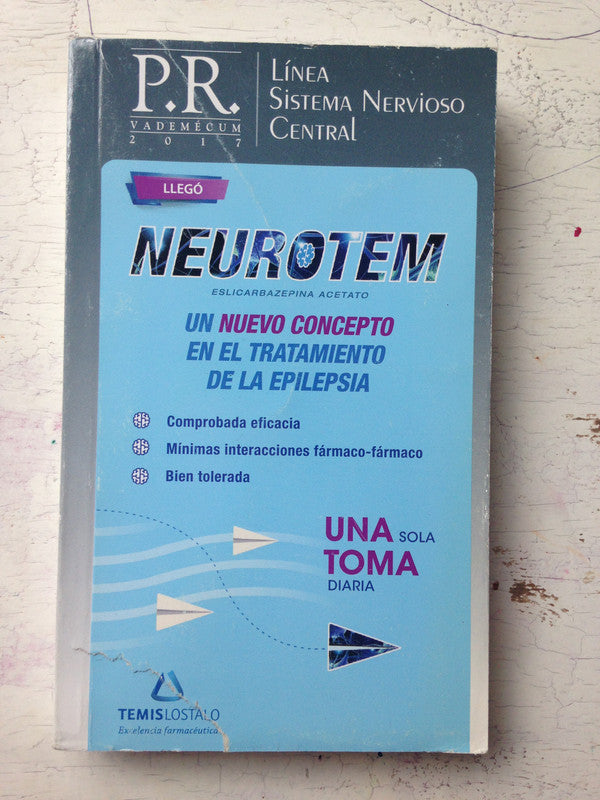 P.R.
VADEMÉCUM
2017
LÍNEA
SISTEMA NERVIOSO
CENTRAL
LLEGÓ
NEUROTEM
ESLICARBAZEPINA ACETATO
UN NUEVO CONCEPTO
EN EL TRATAMIENTO
DE LA EPILEPSIA
Comprobada eficacia
Mínimas interacciones fármaco-fármaco
Bien tolerada
UNA SOLA
TOMA
DIARIA
TEMISLOSTALO
Excelencia farmacéutica